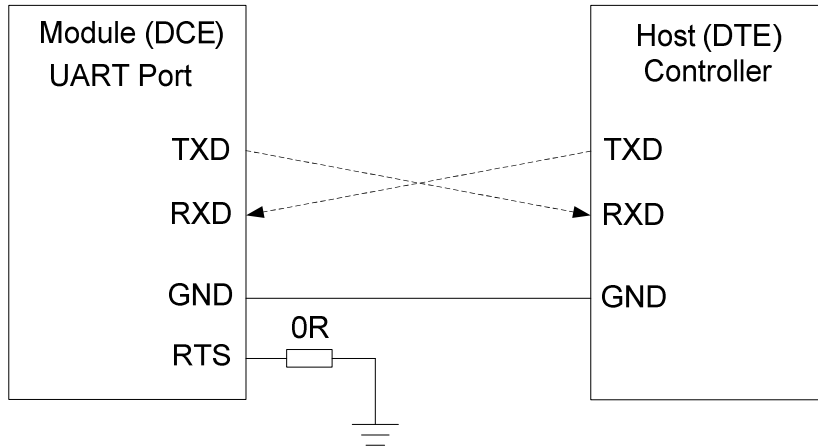 Module (DCE)
UART Port
TXD
RXD
GND
RTS
0R
Host (DTE)
Controller
TXD
RXD
GND